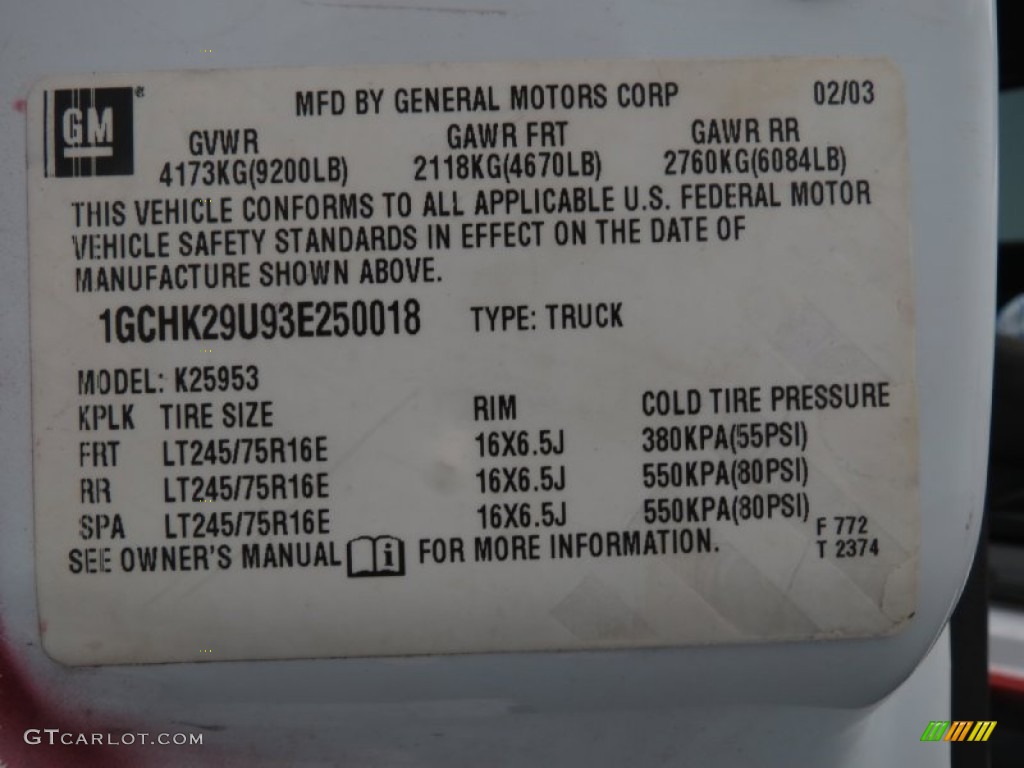 GM ® MFD BY GENERAL MOTORS CORP 02/03
GVWR GAWR FRT GAWR RR
4173KG(9200LB) 2118KG(4670LB) 2760KG(6084LB)
THIS VEHICLE CONFORMS TO ALL APPLICABLE U.S. FEDERAL MOTOR
VEHICLE SAFETY STANDARDS IN EFFECT ON THE DATE OF
MANUFACTURE SHOWN ABOVE.
1GCHK29U93E250018 TYPE: TRUCK
MODEL: K25953
KPLK TIRE SIZE RIM COLD TIRE PRESSURE
FRT LT245/75R16E 16X6.5J 380KPA(55PSI)
RR LT245/75R16E 16X6.5J 550KPA(80PSI)
SPA LT245/75R16E 16X6.5J 550KPA(80PSI)
SEE OWNER'S MANUAL i FOR MORE INFORMATION.
F 772
T 2374
GTCARLOT.COM